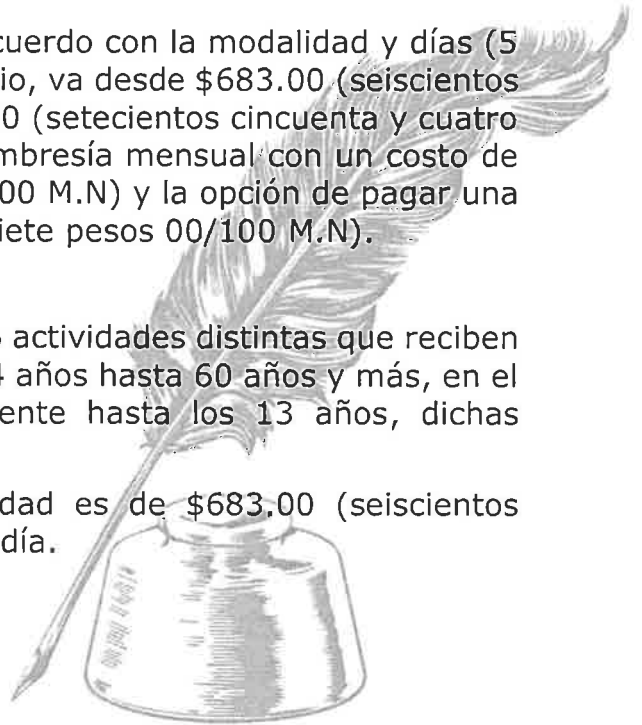 cuerdo con la modalidad y días (5
io, va desde $683.00 (seiscientos
0 (setecientos cincuenta y cuatro
mbresía mensual con un costo de
00 M.N) y la opción de pagar una
iete pesos 00/100 M.N).
actividades distintas que reciben
años hasta 60 años y más, en el
ente hasta los 13 años, dichas
dad es de $683.00 (seiscientos
día.